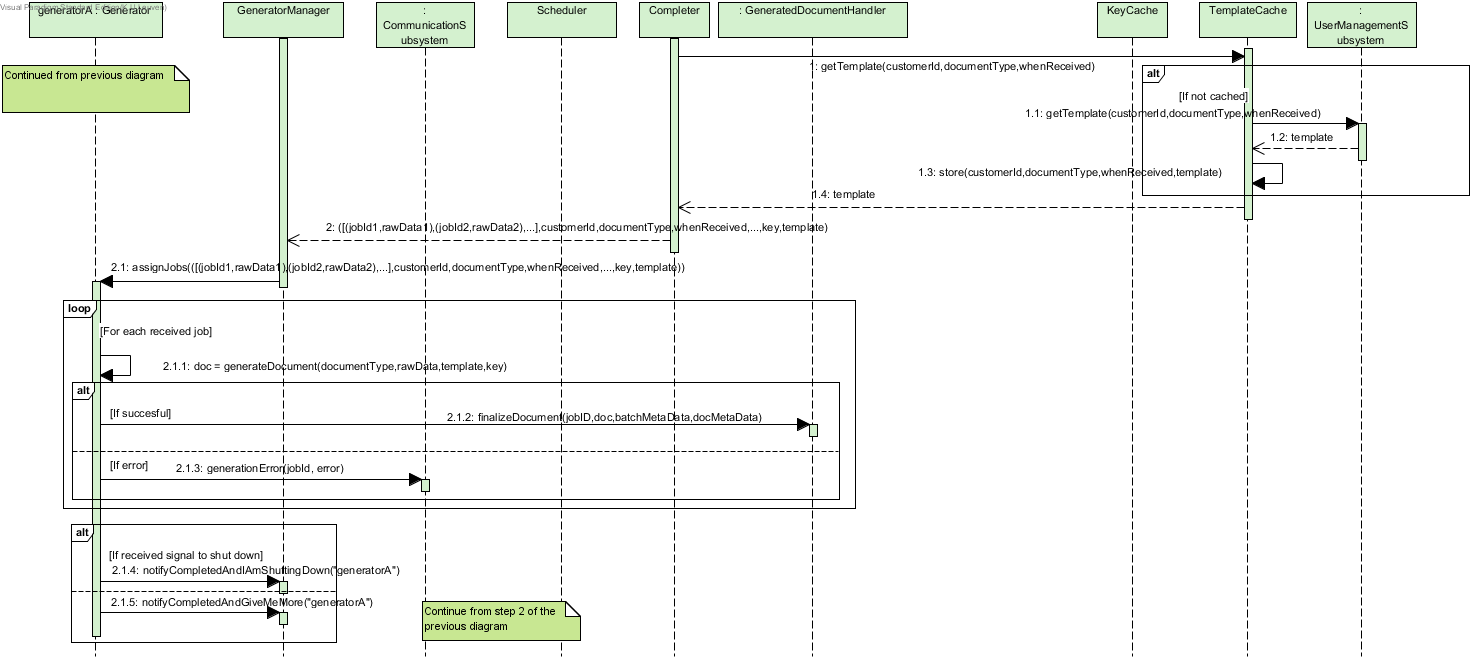 Visual Paradigm Standard Edition(K.U.Leuven)
generatorA : Generator
GeneratorManager
:
CommunicationS
ubsystem
Scheduler
Completer
: GeneratedDocumentHandler
KeyCache
TemplateCache
:
UserManagementS
ubsystem
Continued from previous diagram
1: getTemplate(customerId,documentType,whenReceived)
alt
[If not cached]
1.1: getTemplate(customerId,documentType,whenReceived)
1.2: template
1.3: store(customerId,documentType,whenReceived,template)
1.4: template
2: ([(jobId1,rawData1),(jobId2,rawData2),...],customerId,documentType,whenReceived,...,key,template)
2.1: assignJobs(([(jobId1,rawData1),(jobId2,rawData2),...],customerId,documentType,whenReceived,...,key,template))
loop
[For each received job]
2.1.1: doc = generateDocument(documentType,rawData,template,key)
alt
[If succesful]
2.1.2: finalizeDocument(jobID,doc,batchMetaData,docMetaData)
[If error]
2.1.3: generationError(jobId, error)
alt
[If received signal to shut down]
2.1.4: notifyCompletedAndIAmShuttingDown("generatorA")
2.1.5: notifyCompletedAndGiveMeMore("generatorA")
Continue from step 2 of the
previous diagram